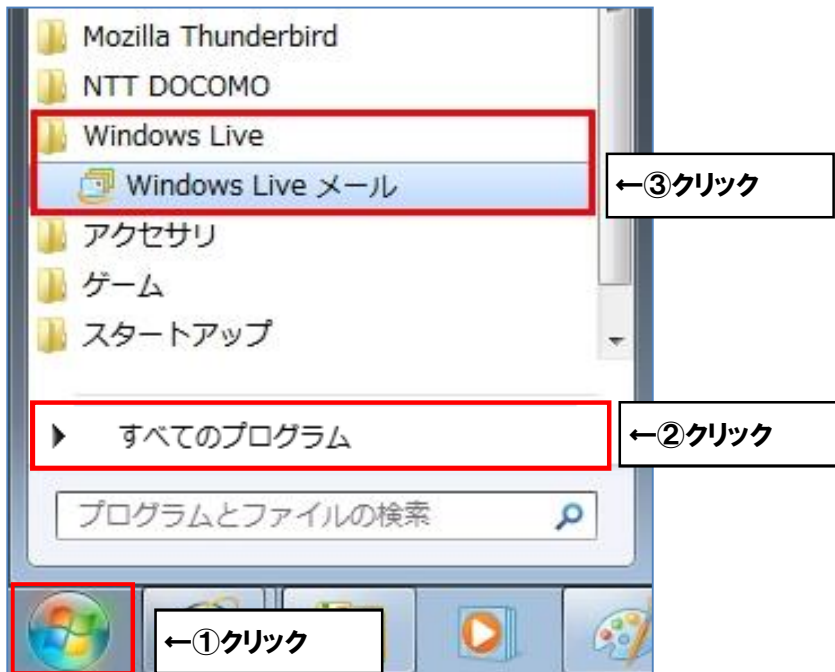 Mozilla Thunderbird
NTT DOCOMO
Windows Live
Windows Live メール
←③クリック
アクセサリ
ゲーム
スタートアップ
すべてのプログラム
←②クリック
プログラムとファイルの検索
←①クリック